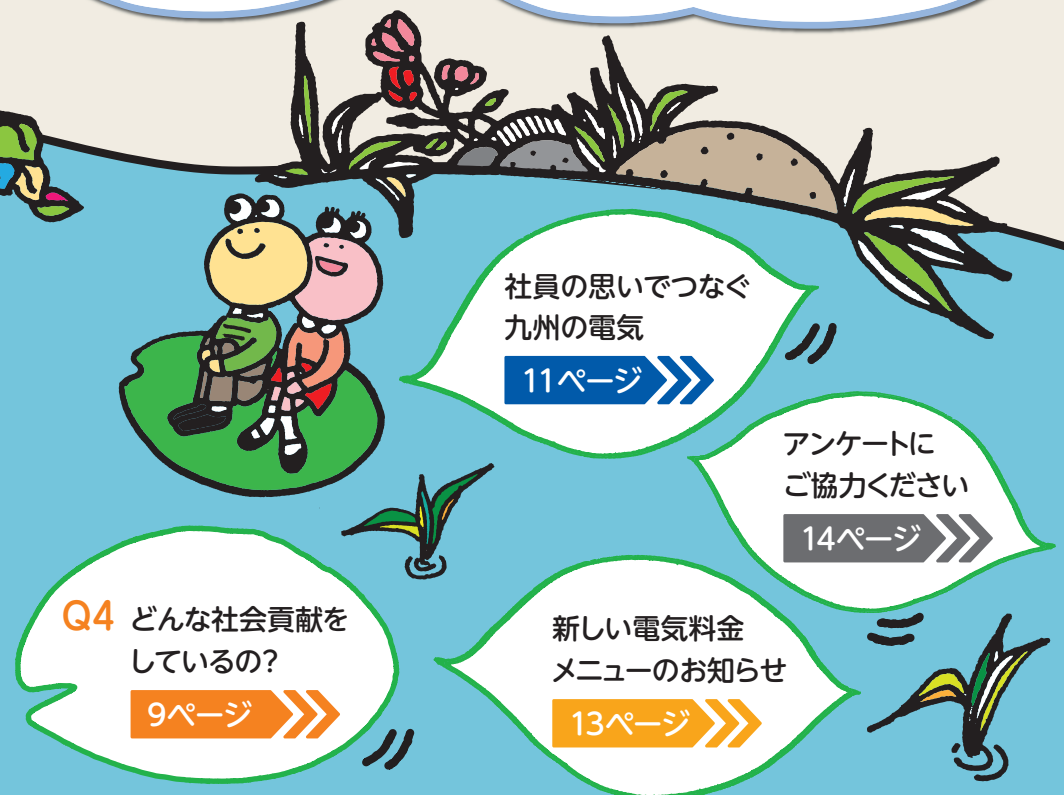 社員の思いでつなぐ
九州の電気
11ページ
アンケートに
ご協力ください
14ページ
Q4 どんな社会貢献を
しているの?
9ページ
新しい電気料金
メニューのお知らせ
13ページ